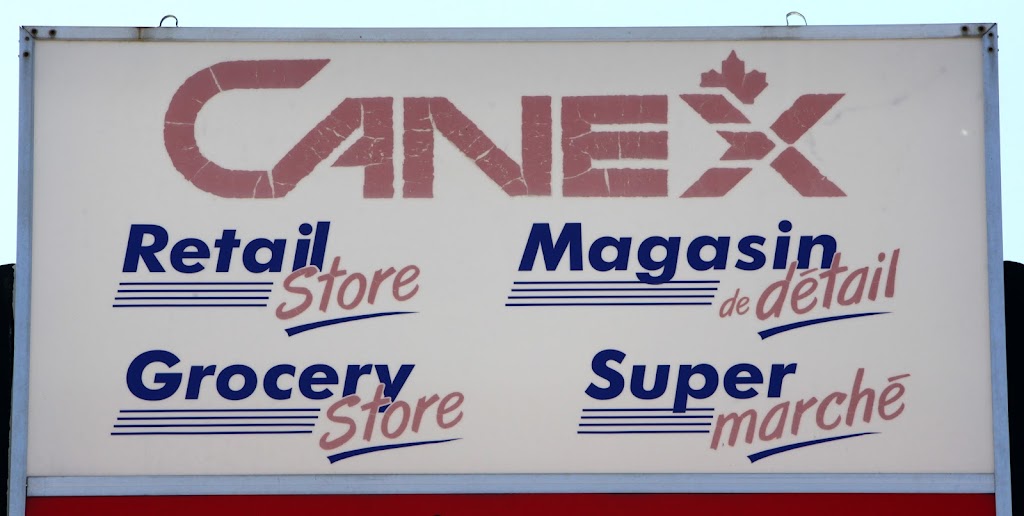 CANEX
Retail
Store
Magasin
de détail
Grocery
Store
Super
marché